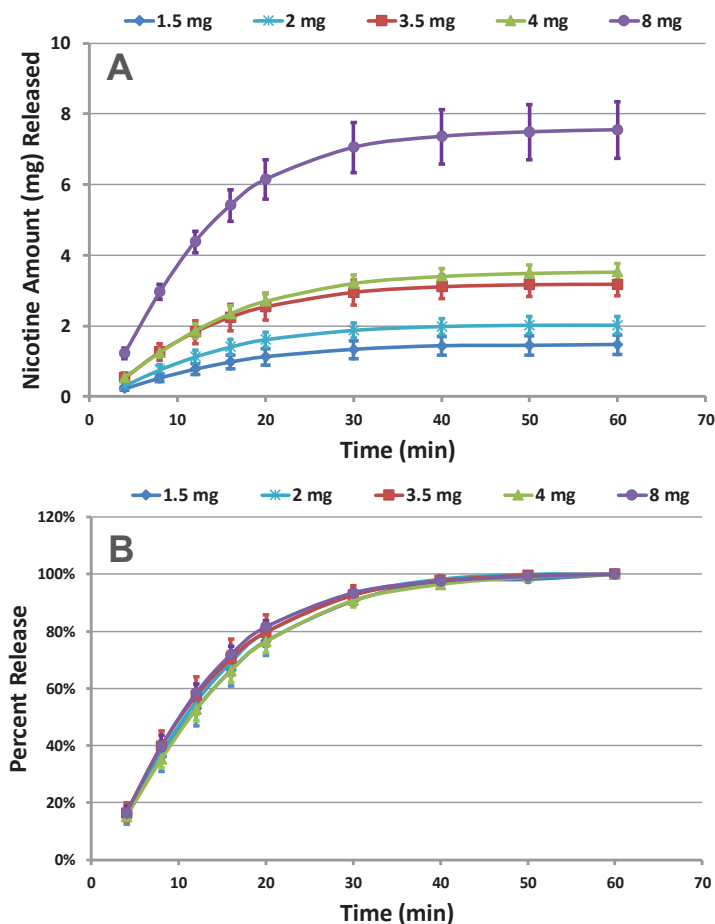 1.5 mg 2 mg 3.5 mg 4 mg 8 mg
A
Nicotine Amount (mg) Released
10
8
6
4
2
0
0 10 20 30 40 50 60 70
Time (min)
1.5 mg 2 mg 3.5 mg 4 mg 8 mg
B
Percent Release
120%
100%
80%
60%
40%
20%
0%
0 10 20 30 40 50 60 70
Time (min)